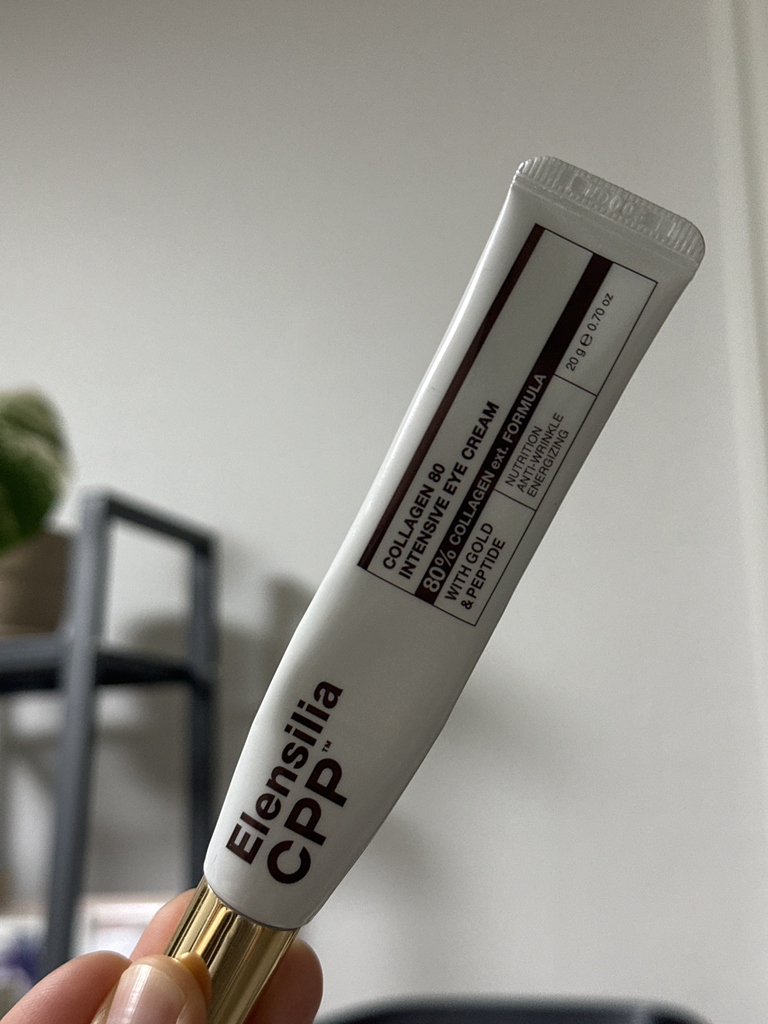 COLLAGEN 80
INTENSIVE EYE CREAM
80% COLLAGEN ext. FORMULA
WITH GOLD
& PEPTIDE
NUTRITION
ANTI-WRINKLE
ENERGIZING
20 g ℮ 0.70 oz
Elensilia
CPP™